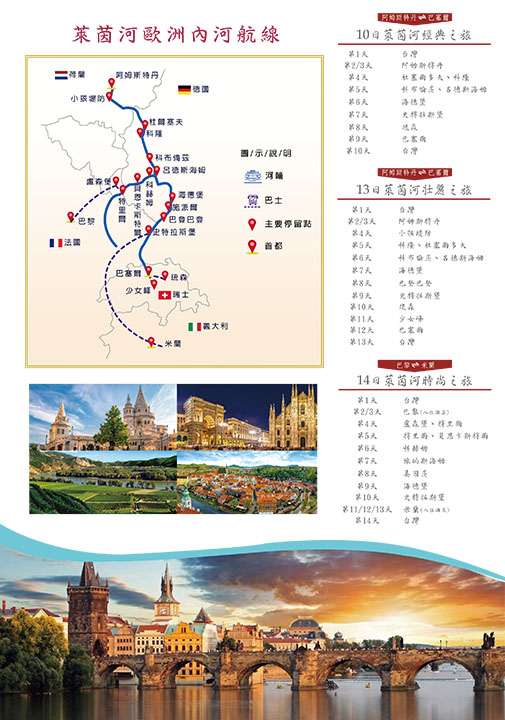 萊茵河歐洲內河航線
荷蘭
阿姆斯特丹
德國
小孩堤防
杜爾塞夫
科隆
科布倫茲
呂德斯海姆
盧森堡
特里爾
貝恩卡斯特爾
科赫姆
海德堡
施派爾
巴登巴登
史特拉斯堡
巴黎
法國
巴塞爾
琉森
少女峰
瑞士
義大利
米蘭
圖/示/說/明
河輪
巴士
主要停留點
首都
阿姆斯特丹⇌巴塞爾
10日萊茵河經典之旅
第1天 台灣
第2/3天 阿姆斯特丹
第4天 杜塞爾多夫、科隆
第5天 科布倫茲、呂德斯海姆
第6天 海德堡
第7天 史特拉斯堡
第8天 琉森
第9天 巴塞爾
第10天 台灣
阿姆斯特丹⇌巴塞爾
13日萊茵河壯麗之旅
第1天 台灣
第2/3天 阿姆斯特丹
第4天 小孩堤防
第5天 科隆、杜塞爾多夫
第6天 科布倫茲、呂德斯海姆
第7天 海德堡
第8天 巴登巴登
第9天 史特拉斯堡
第10天 琉森
第11天 少女峰
第12天 巴塞爾
第13天 台灣
巴黎⇌米蘭
14日萊茵河時尚之旅
第1天 台灣
第2/3天 巴黎(入住酒店)
第4天 盧森堡、特里爾
第5天 特里爾、貝恩卡斯特爾
第6天 科赫姆
第7天 德斯海姆
第8天 美因茲
第9天 海德堡
第10天 史特拉斯堡
第11/12/13天 米蘭(入住酒店)
第14天 台灣